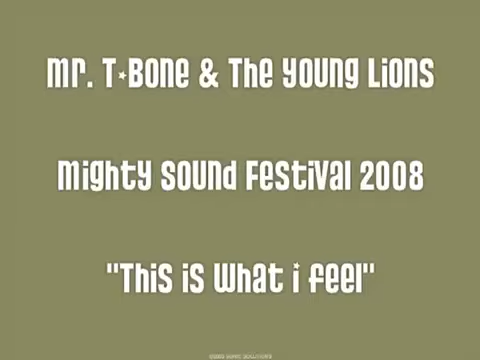 Mr. T*Bone & The Young Lions
Mighty Sound Festival 2008
"This is what i feel"